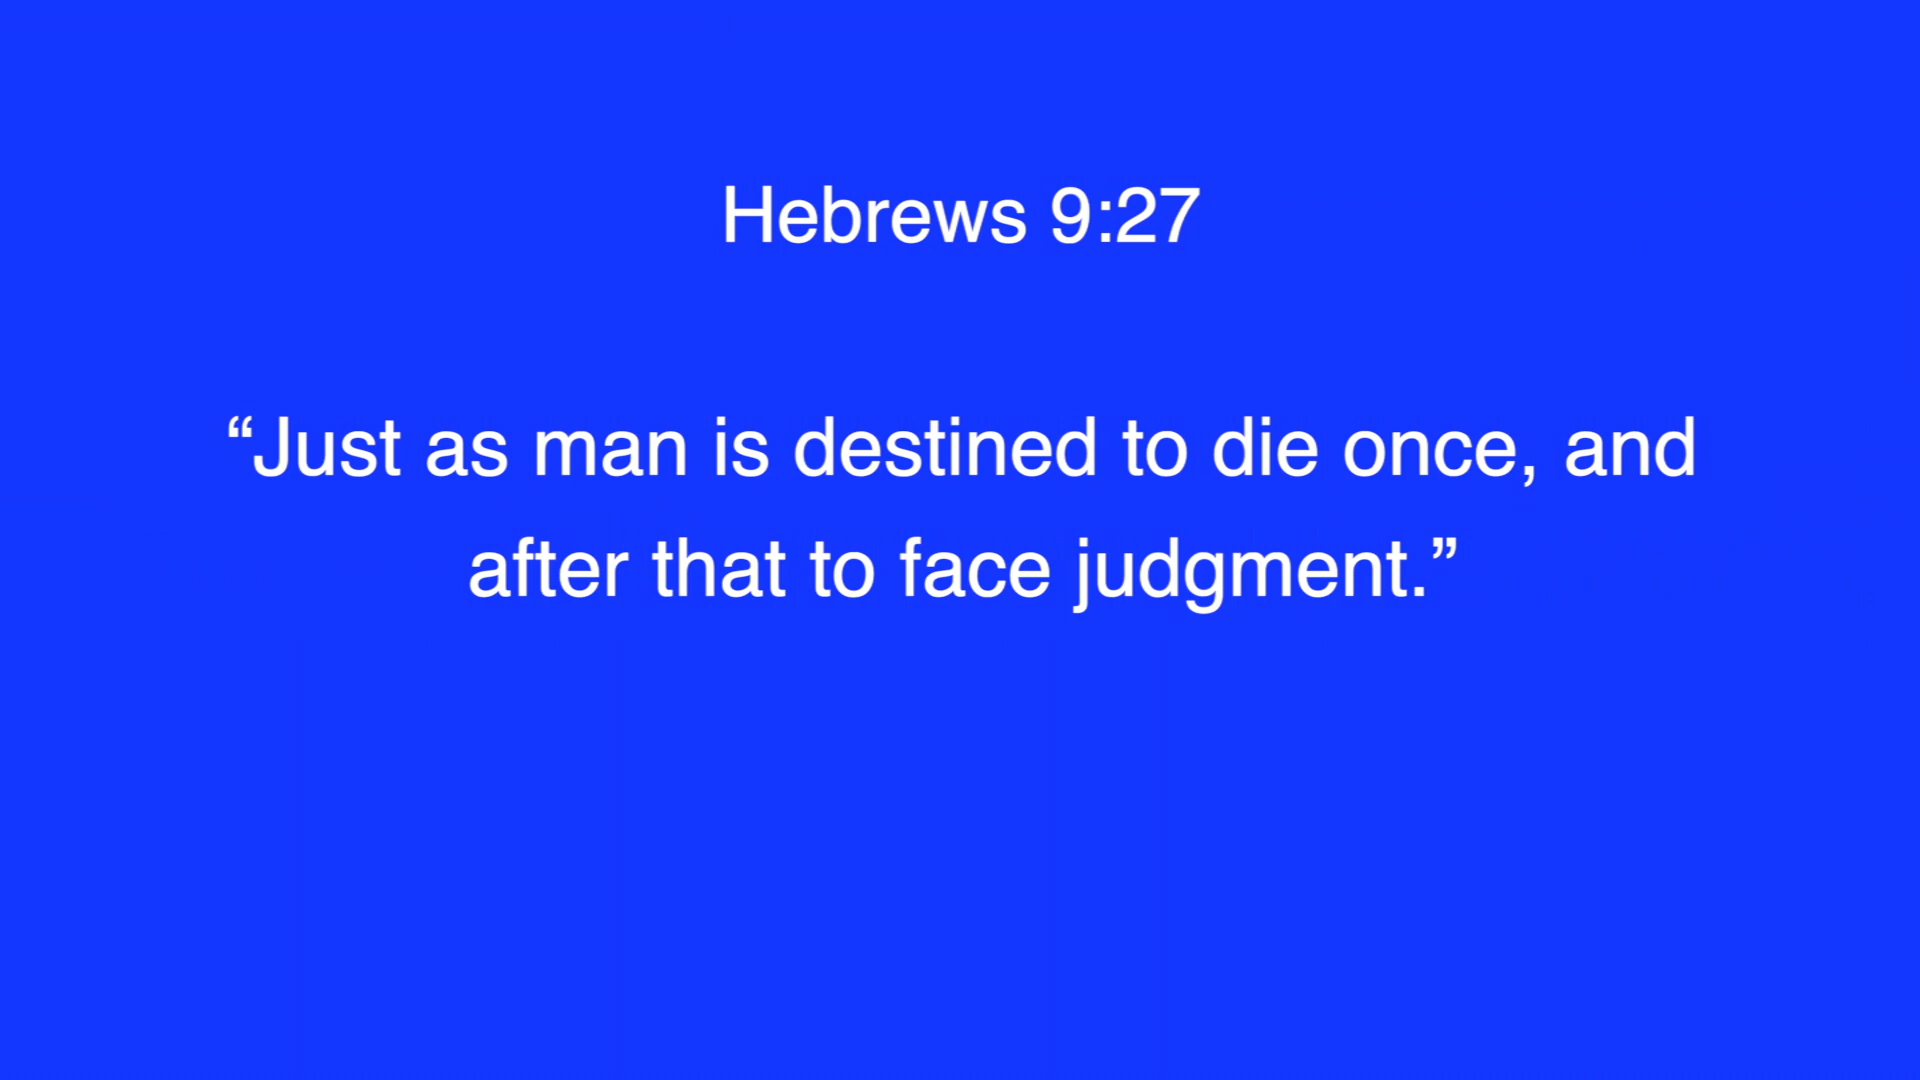 Hebrews 9:27
“Just as man is destined to die once, and
after that to face judgment.”